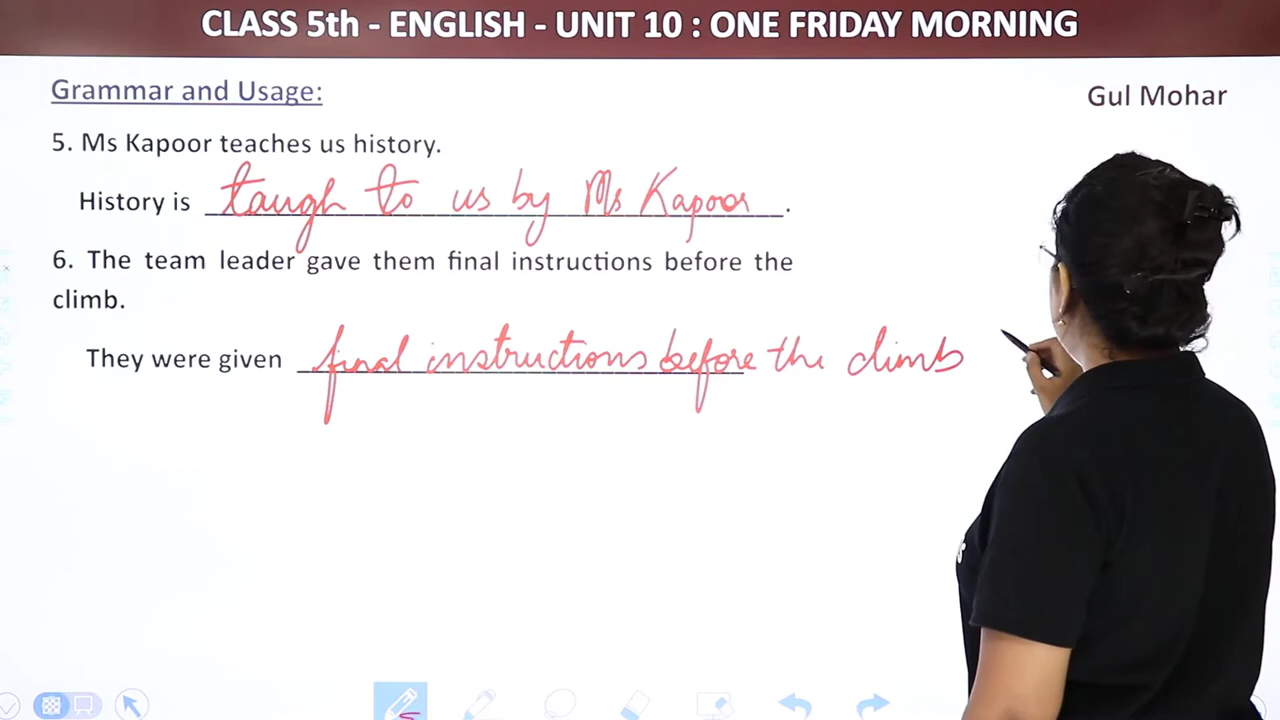 CLASS 5th - ENGLISH - UNIT 10 : ONE FRIDAY MORNING
Grammar and Usage:
Gul Mohar
5. Ms Kapoor teaches us history.
History is taugh to us by Ms Kapoor.
6. The team leader gave them final instructions before the
climb.
They were given final instructions before the climb